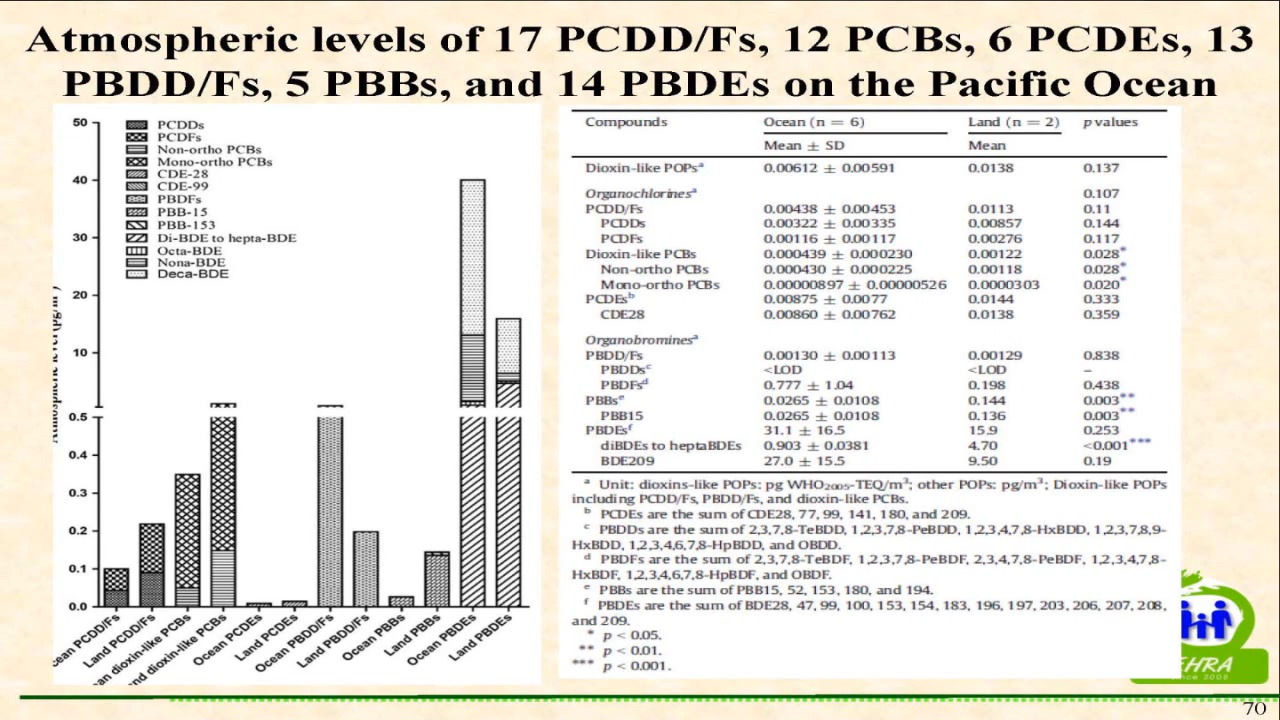 Atmospheric levels of 17 PCDD/Fs, 12 PCBs, 6 PCDEs, 13
PBDD/Fs, 5 PBBs, and 14 PBDEs on the Pacific Ocean
50
40
30
20
10
0.5
0.4
0.3
0.2
0.1
0.0
PCDDs
PCDFs
Non-ortho PCBs
Mono-ortho PCBs
CDE-28
CDE-99
PBDFs
PBB-15
PBB-153
Di-BDE to hepta-BDE
Octa-BDE
Nona-BDE
Deca-BDE
ean PCDD/Fs
Land PCDD/Fs
an dioxin-like PCBs
nd dioxin-like PCBs
Ocean PCDEs
Land PCDEs
Ocean PBDD/Fs
Land PBDD/Fs
Ocean PBBs
Land PBBs
Ocean PBDEs
Land PBDEs
Compounds Ocean (n = 6) Land (n = 2) p values
Mean ± SD Mean
Dioxin-like POPsᵃ 0.00612 ± 0.00591 0.0138 0.137
Organochlorinesᵃ 0.107
PCDD/Fs 0.00438 ± 0.00453 0.0113 0.11
PCDDs 0.00322 ± 0.00335 0.00857 0.144
PCDFs 0.00116 ± 0.00117 0.00276 0.117
Dioxin-like PCBs 0.000439 ± 0.000230 0.00122 0.028*
Non-ortho PCBs 0.000430 ± 0.000225 0.00118 0.028*
Mono-ortho PCBs 0.00000897 ± 0.00000526 0.0000303 0.020*
PCDEsᵇ 0.00875 ± 0.0077 0.0144 0.333
CDE28 0.00860 ± 0.00762 0.0138 0.359
Organobrominesᵃ
PBDD/Fs 0.00130 ± 0.00113 0.00129 0.838
PBDDsᶜ <LOD <LOD –
PBDFsᵈ 0.777 ± 1.04 0.198 0.438
PBBsᵉ 0.0265 ± 0.0108 0.144 0.003**
PBB15 0.0265 ± 0.0108 0.136 0.003**
PBDEsᶠ 31.1 ± 16.5 15.9 0.253
diBDEs to heptaBDEs 0.903 ± 0.0381 4.70 <0.001***
BDE209 27.0 ± 15.5 9.50 0.19
ᵃ Unit: dioxins-like POPs: pg WHO₂₀₀₅-TEQ/m³; other POPs: pg/m³; Dioxin-like POPs
including PCDD/Fs, PBDD/Fs, and dioxin-like PCBs.
ᵇ PCDEs are the sum of CDE28, 77, 99, 141, 180, and 209.
ᶜ PBDDs are the sum of 2,3,7,8-TeBDD, 1,2,3,7,8-PeBDD, 1,2,3,4,7,8-HxBDD, 1,2,3,7,8,9-
HxBDD, 1,2,3,4,6,7,8-HpBDD, and OBDD.
ᵈ PBDFs are the sum of 2,3,7,8-TeBDF, 1,2,3,7,8-PeBDF, 2,3,4,7,8-PeBDF, 1,2,3,4,7,8-
HxBDF, 1,2,3,4,6,7,8-HpBDF, and OBDF.
ᵉ PBBs are the sum of PBB15, 52, 153, 180, and 194.
ᶠ PBDEs are the sum of BDE28, 47, 99, 100, 153, 154, 183, 196, 197, 203, 206, 207, 208,
and 209.
* p < 0.05.
** p < 0.01.
*** p < 0.001.
EHRA
nce 2008
70